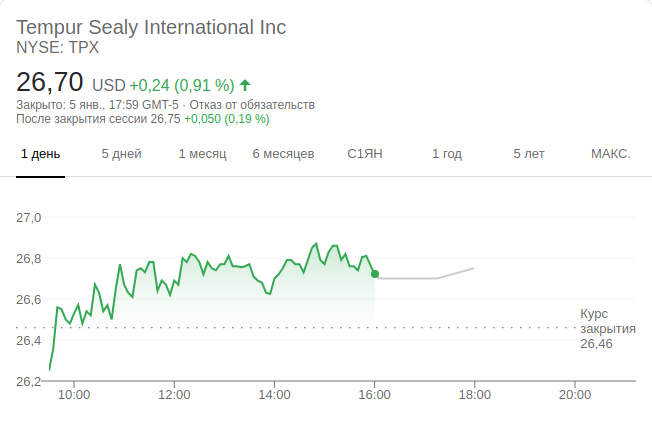 Tempur Sealy International Inc
NYSE: TPX
26,70 USD +0,24 (0,91 %)
Закрыто: 5 янв., 17:59 GMT-5 · Отказ от обязательств
После закрытия сессии 26,75 +0,050 (0,19 %)
1 день 5 дней 1 месяц 6 месяцев С1ЯН 1 год 5 лет МАКС.
27,0
26,8
26,6
26,4
26,2
Курс
закрытия
26,46
10:00 12:00 14:00 16:00 18:00 20:00